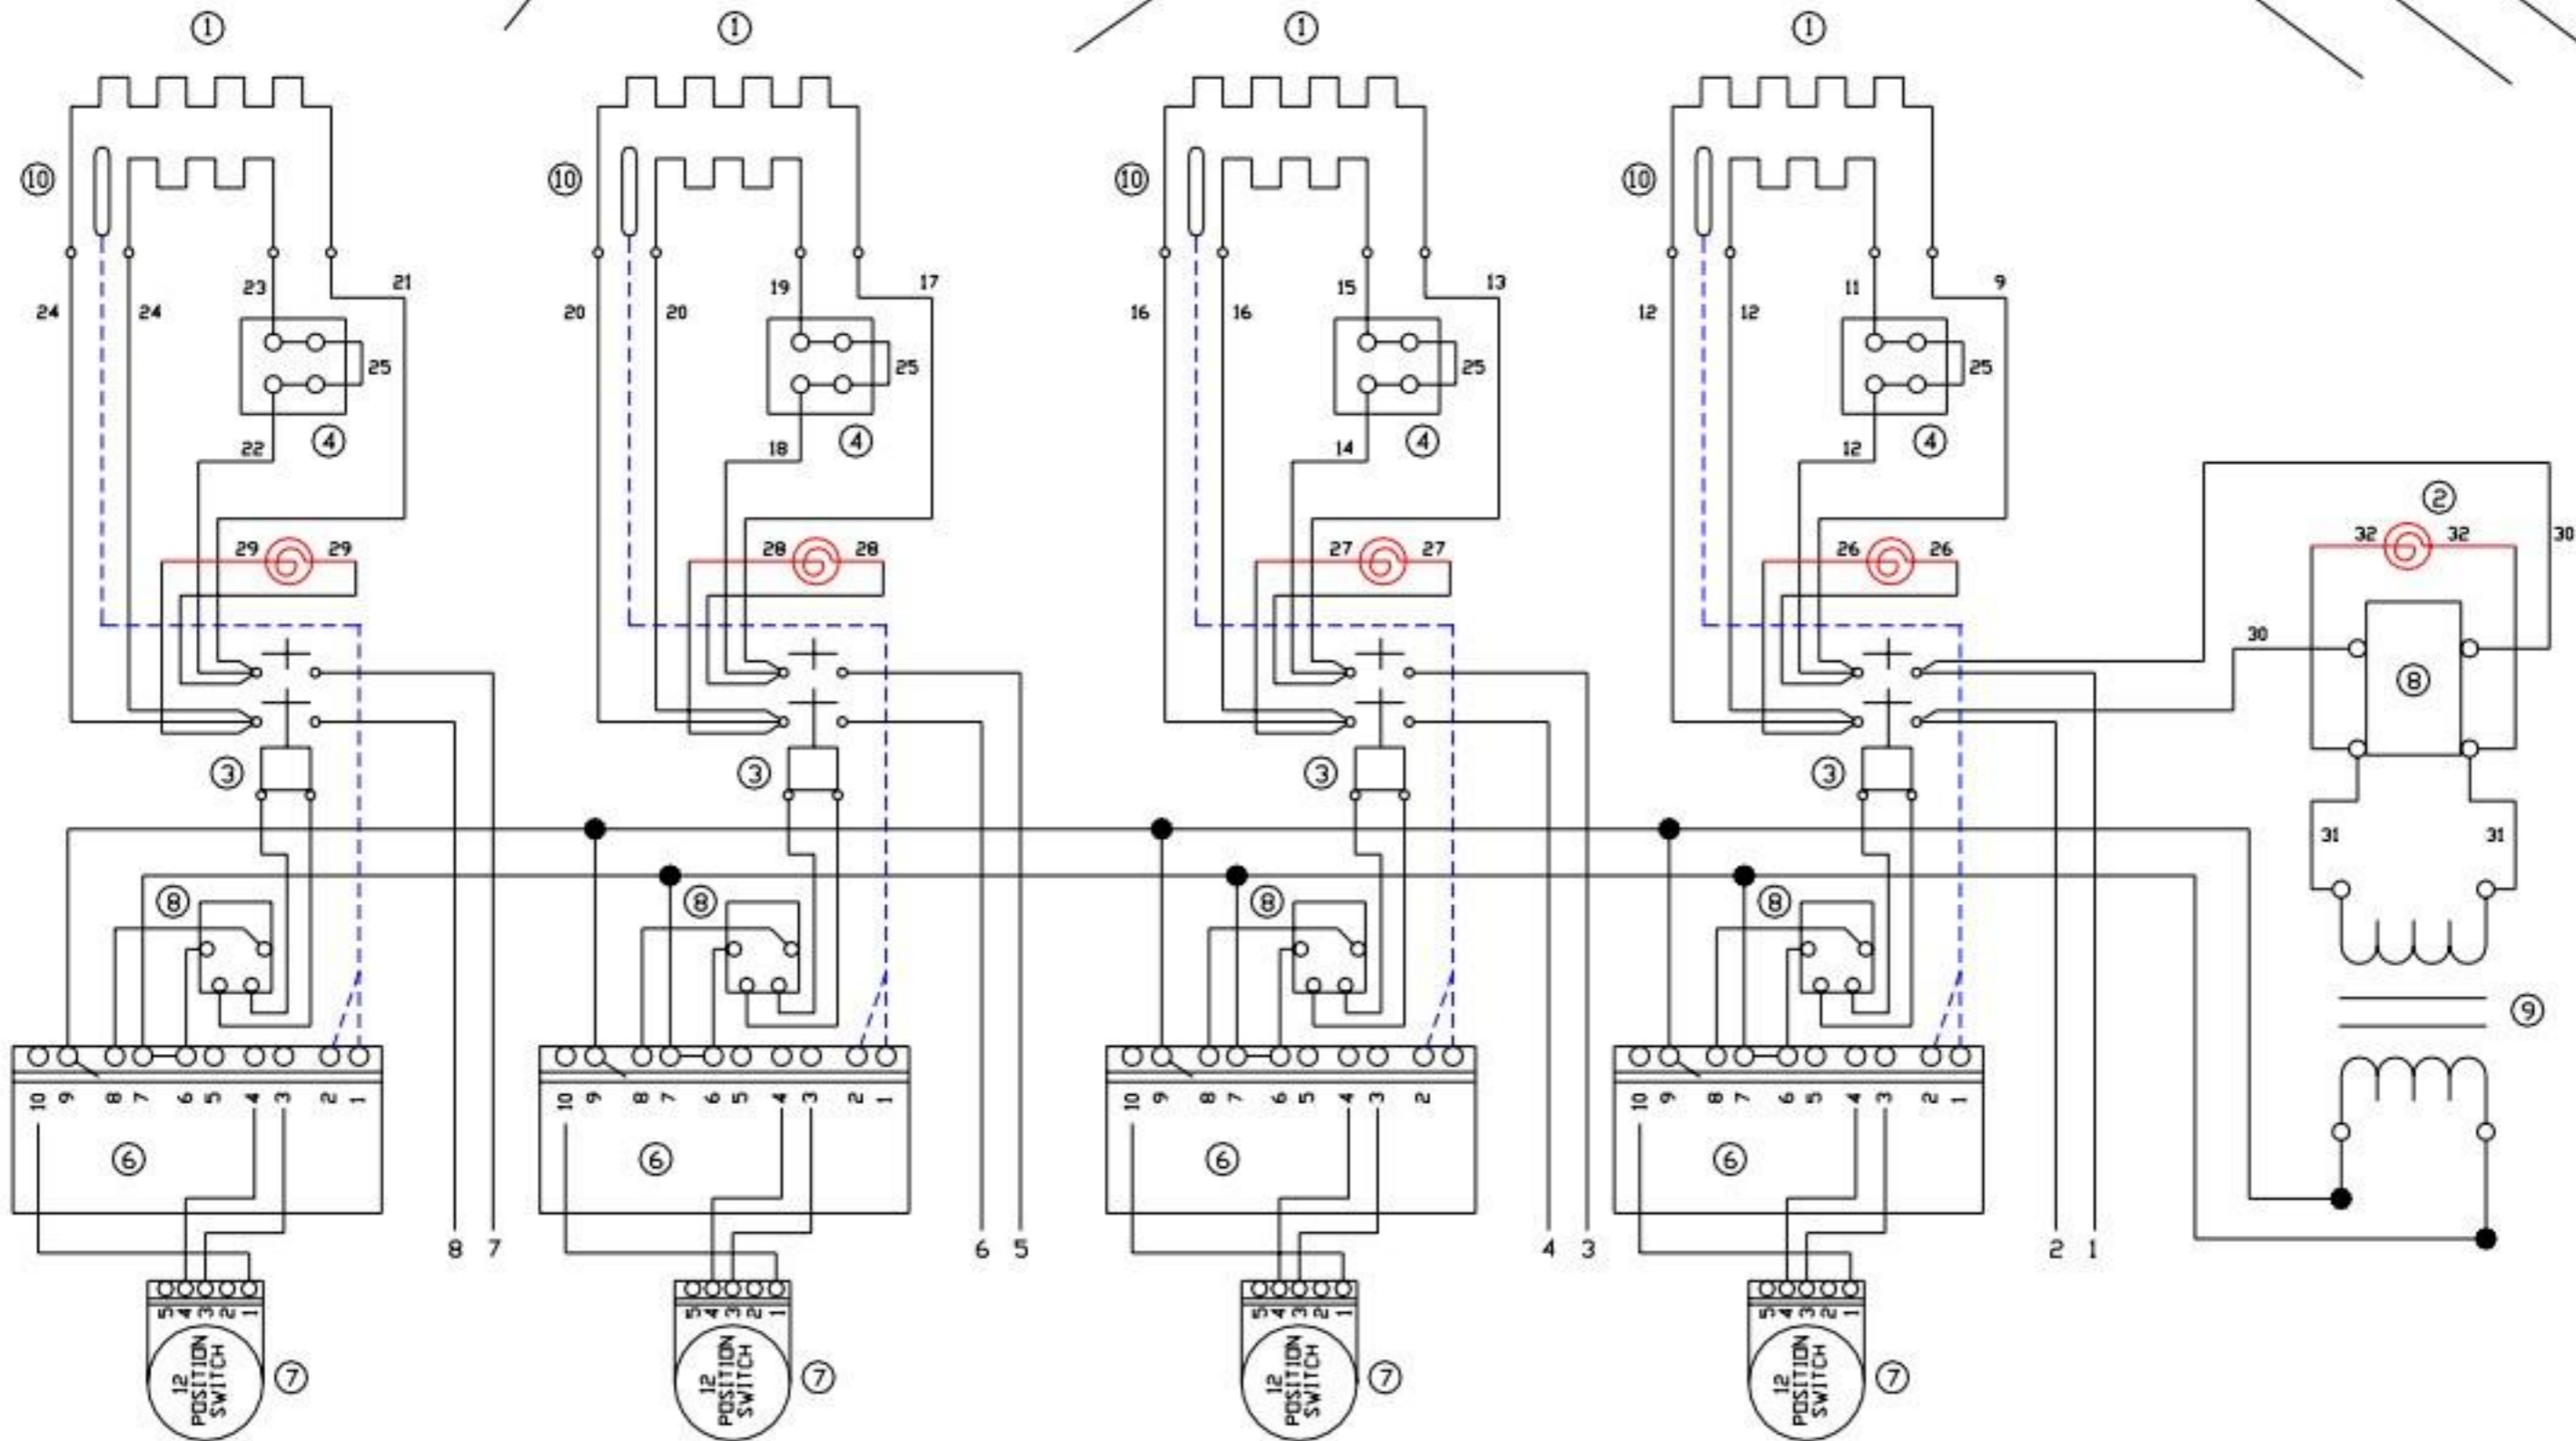 1 1 1 1
10 10 10 10
23 21 19 17 15 13 11 9
24 24 20 20 16 16 12 12
25 25 25 25
22 4 18 4 14 4 12 4
2
32 32 30
29 29 28 28 27 27 26 26
30
8
3 3 3 3
31 31
8 8 8 8
9
10 9 8 7 6 5 4 3 2 1
10 9 8 7 6 5 4 3 2 1
10 9 8 7 6 5 4 3 2
10 9 8 7 6 5 4 3 2 1
6 6 6 6
8 7 6 5 4 3 2 1
5 4 3 2 1
5 4 3 2 1
5 4 3 2 1
5 4 3 2 1
12
POSITION
SWITCH
7
12
POSITION
SWITCH
7
12
POSITION
SWITCH
7
12
POSITION
SWITCH
7